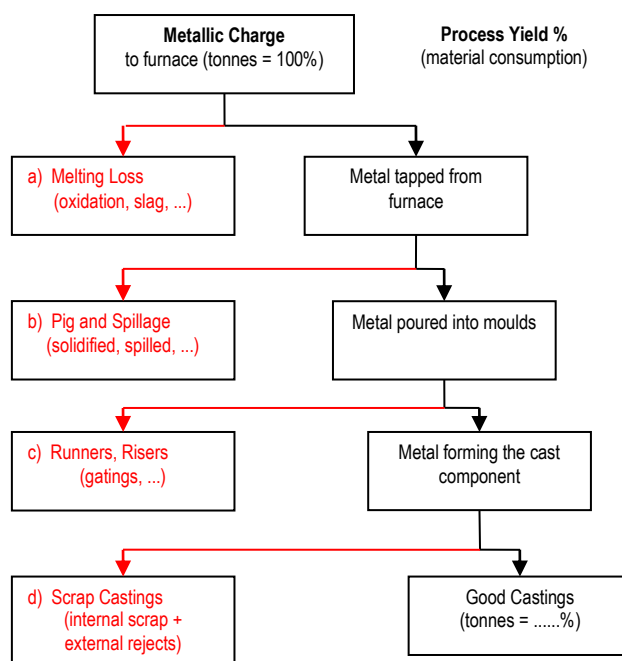 Metallic Charge
to furnace (tonnes = 100%)
Process Yield %
(material consumption)
a) Melting Loss
(oxidation, slag, ...)
Metal tapped from
furnace
b) Pig and Spillage
(solidified, spilled, ...)
Metal poured into moulds
c) Runners, Risers
(gatings, ...)
Metal forming the cast
component
d) Scrap Castings
(internal scrap +
external rejects)
Good Castings
(tonnes = ......%)